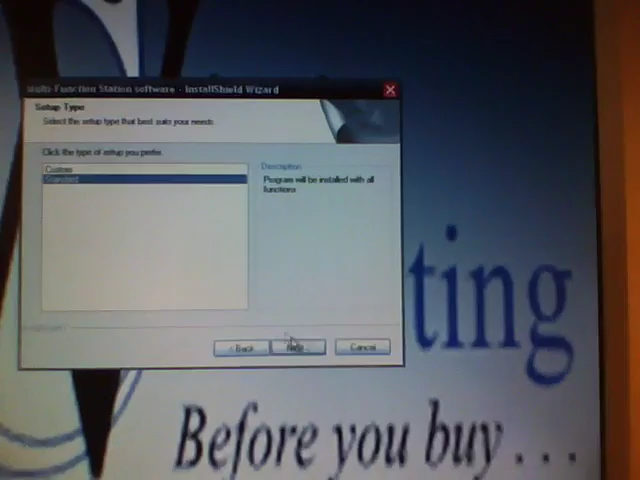 Multi-Function Station software - InstallShield Wizard
Setup Type
Select the setup type that best suits your needs.
Click the type of setup you prefer.
Custom
Standard
Description
Program will be installed with all
functions
< Back
Next
Cancel
ting
Before you buy . . .